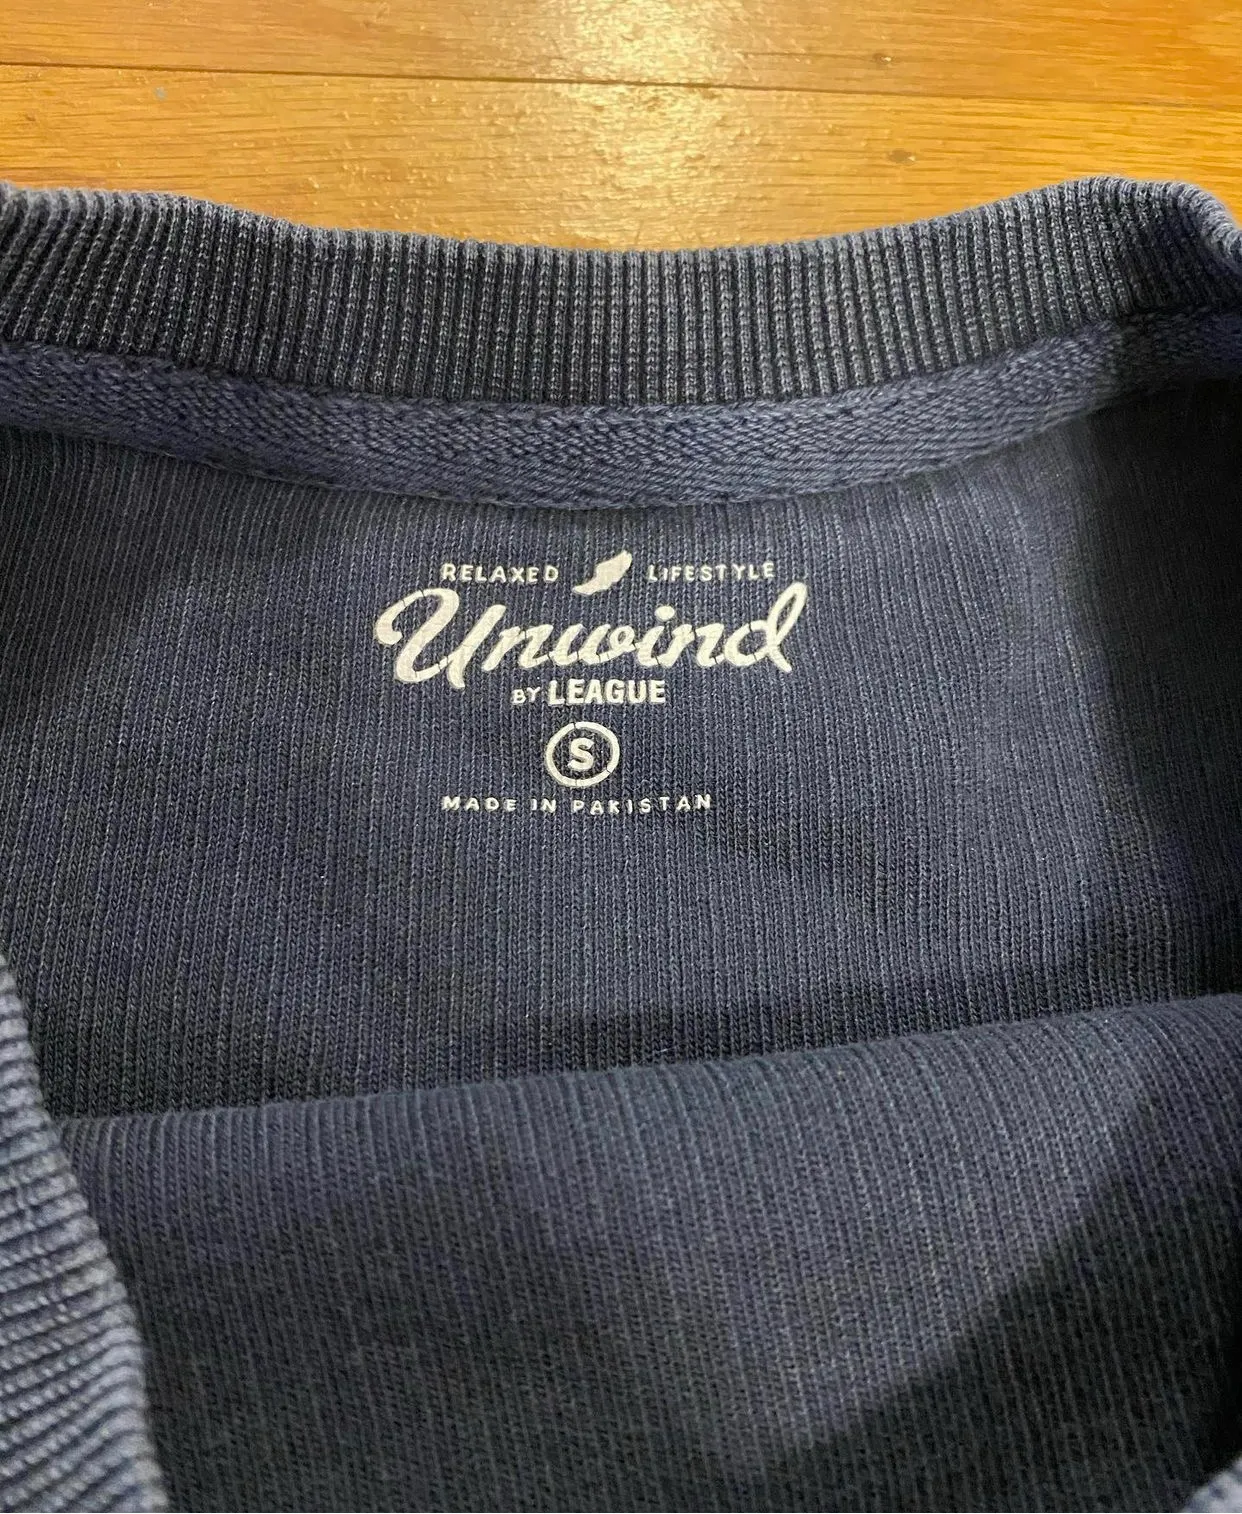 RELAXED LIFESTYLE
Unwind
BY LEAGUE
S
MADE IN PAKISTAN